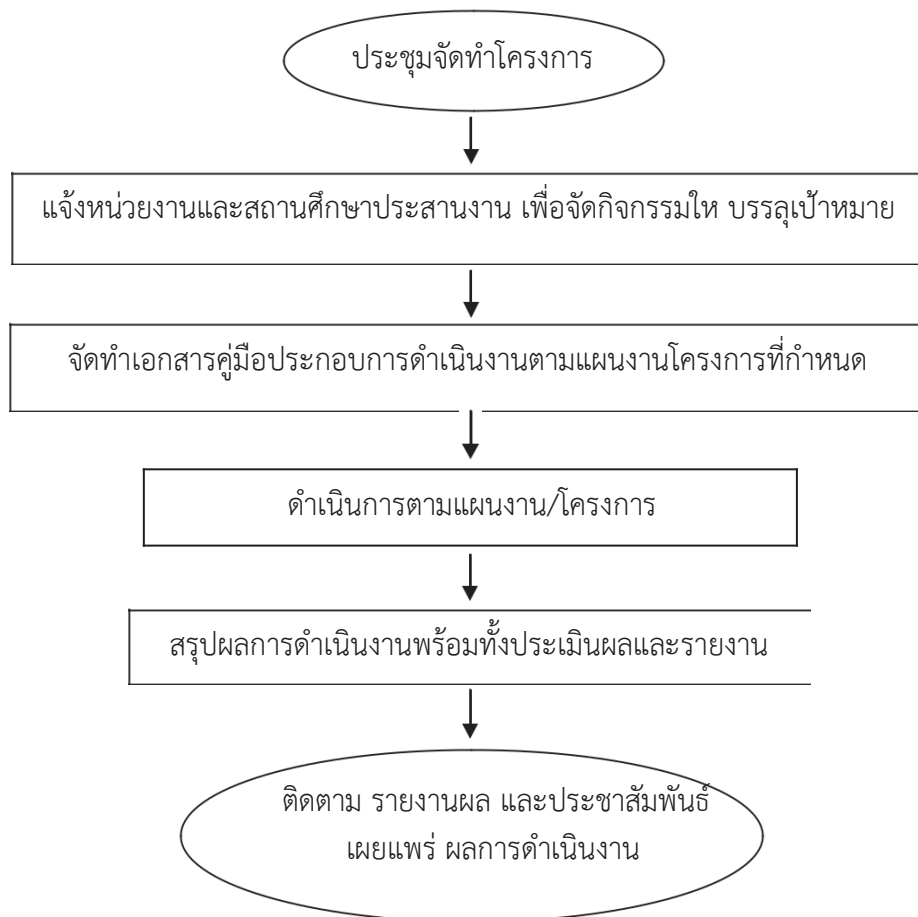 ประชุมจัดทำโครงการ
แจ้งหน่วยงานและสถานศึกษาประสานงาน เพื่อจัดกิจกรรมให บรรลุเป้าหมาย
จัดทำเอกสารคู่มือประกอบการดำเนินงานตามแผนงานโครงการที่กำหนด
ดำเนินการตามแผนงาน/โครงการ
สรุปผลการดำเนินงานพร้อมทั้งประเมินผลและรายงาน
ติดตาม รายงานผล และประชาสัมพันธ์
เผยแพร่ ผลการดำเนินงาน